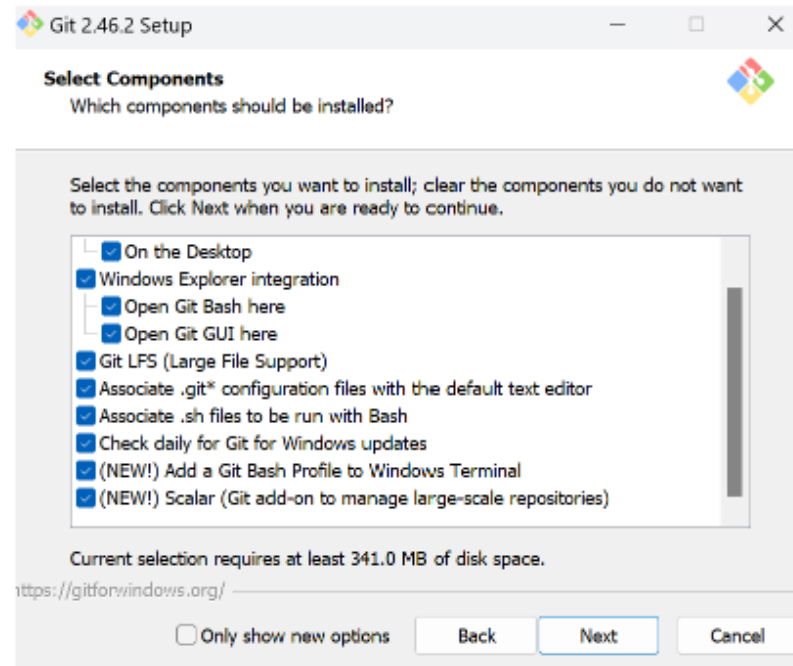 Git 2.46.2 Setup
Select Components
Which components should be installed?
Select the components you want to install; clear the components you do not want
to install. Click Next when you are ready to continue.
On the Desktop
Windows Explorer integration
Open Git Bash here
Open Git GUI here
Git LFS (Large File Support)
Associate .git* configuration files with the default text editor
Associate .sh files to be run with Bash
Check daily for Git for Windows updates
(NEW!) Add a Git Bash Profile to Windows Terminal
(NEW!) Scalar (Git add-on to manage large-scale repositories)
Current selection requires at least 341.0 MB of disk space.
https://gitforwindows.org/
Only show new options Back Next Cancel